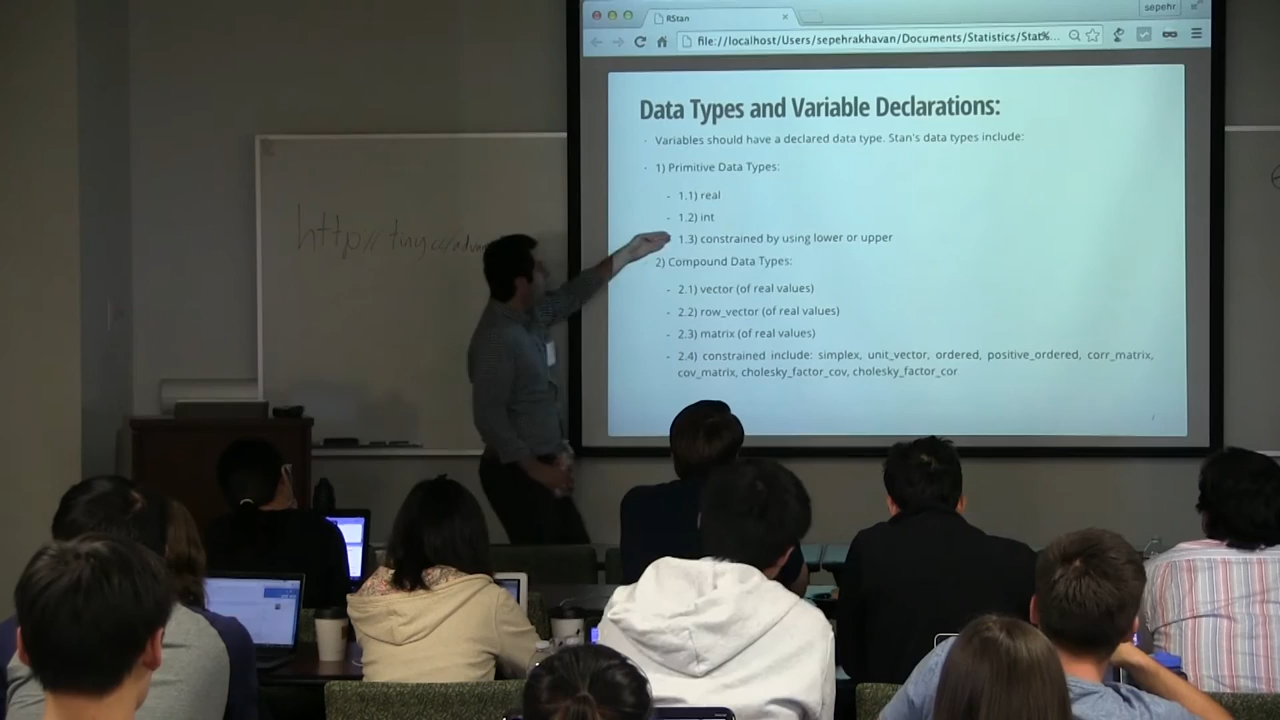 RStan
sepehr
file://localhost/Users/sepehrakhavan/Documents/Statistics/Stat%...
Data Types and Variable Declarations:
Variables should have a declared data type. Stan's data types include:
1) Primitive Data Types:
- 1.1) real
- 1.2) int
- 1.3) constrained by using lower or upper
2) Compound Data Types:
- 2.1) vector (of real values)
- 2.2) row_vector (of real values)
- 2.3) matrix (of real values)
- 2.4) constrained include: simplex, unit_vector, ordered, positive_ordered, corr_matrix,
cov_matrix, cholesky_factor_cov, cholesky_factor_cor
http://tiny.cc/